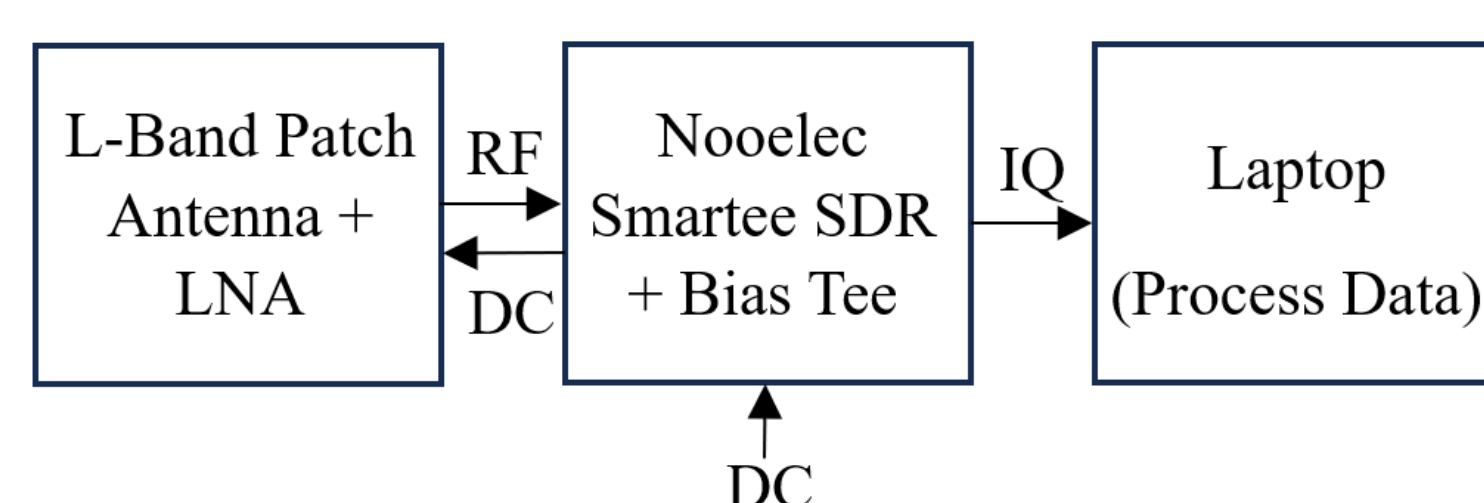 L-Band Patch
Antenna +
LNA
RF
DC
Nooelec
Smartee SDR
+ Bias Tee
IQ
Laptop
(Process Data)
DC